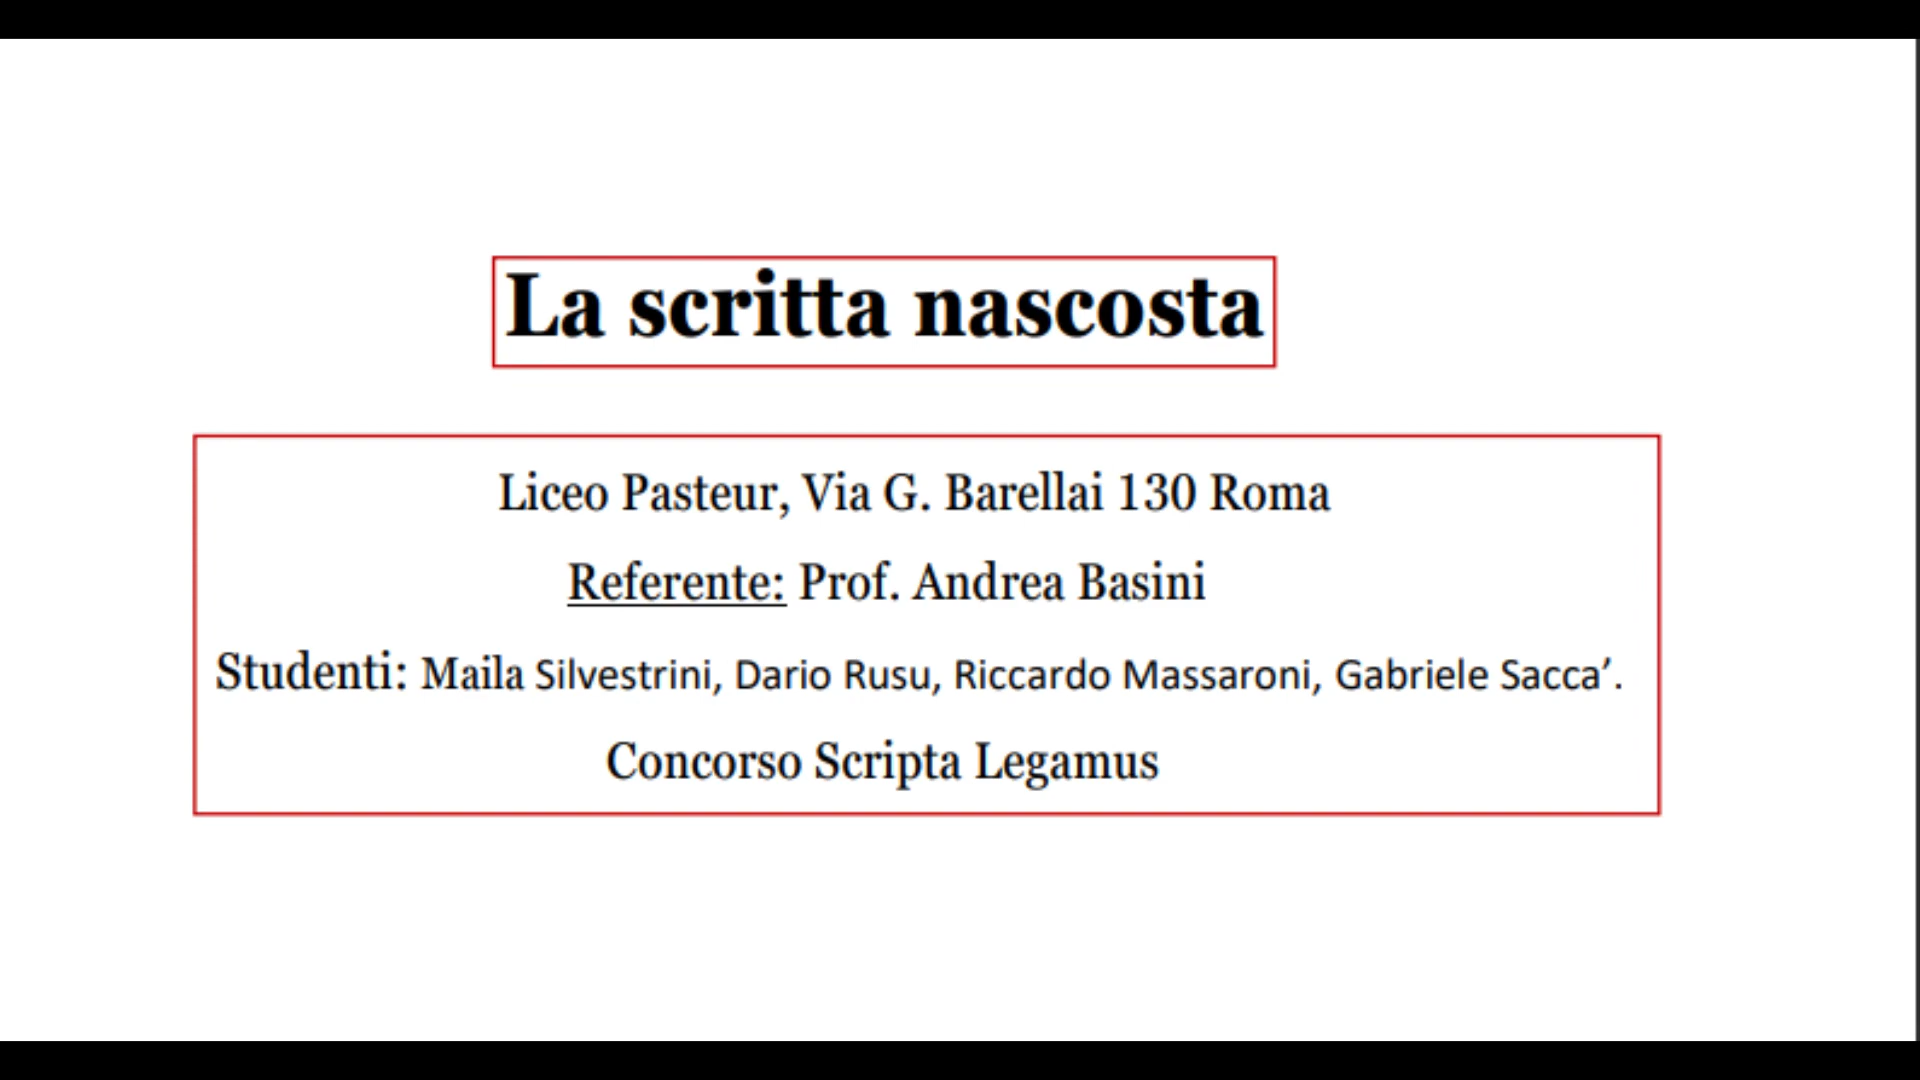 La scritta nascosta
Liceo Pasteur, Via G. Barellai 130 Roma
Referente: Prof. Andrea Basini
Studenti: Maila Silvestrini, Dario Rusu, Riccardo Massaroni, Gabriele Sacca’.
Concorso Scripta Legamus